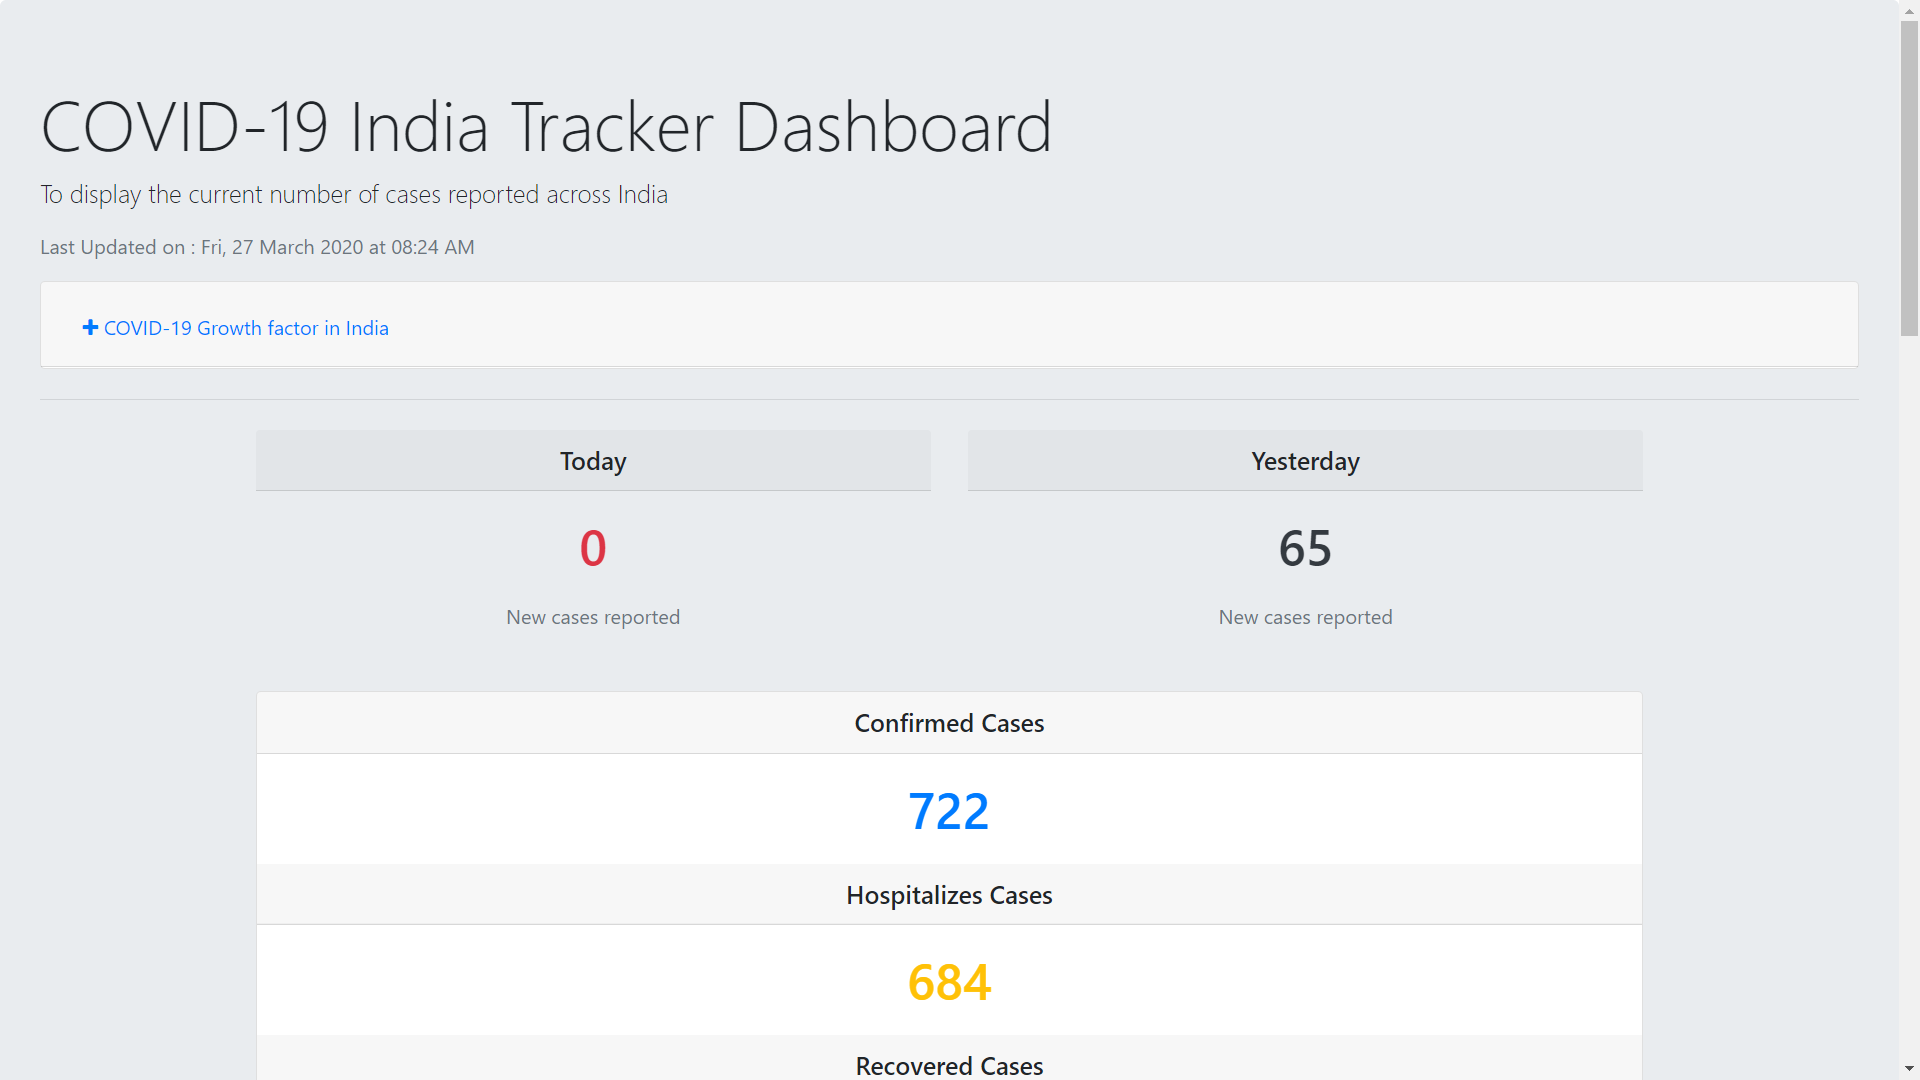 COVID-19 India Tracker Dashboard
To display the current number of cases reported across India
Last Updated on : Fri, 27 March 2020 at 08:24 AM
+ COVID-19 Growth factor in India
Today
0
New cases reported
Yesterday
65
New cases reported
Confirmed Cases
722
Hospitalizes Cases
684
Recovered Cases